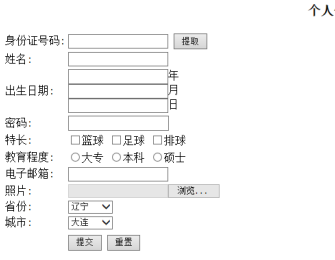 个人
身份证号码: 提取
姓名:
年
出生日期: 月
日
密码:
特长: 篮球 足球 排球
教育程度: 大专 本科 硕士
电子邮箱:
照片: 浏览...
省份: 辽宁
城市: 大连
提交 重置